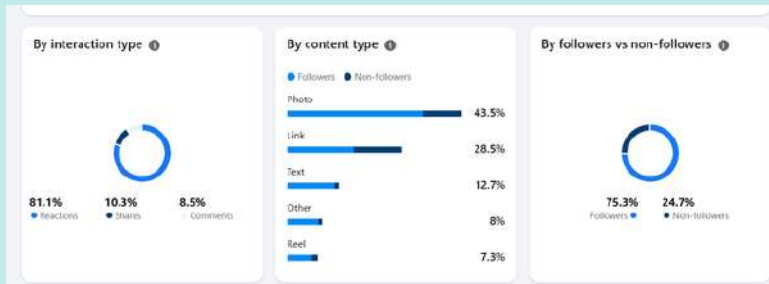 By interaction type
81.1% 10.3% 8.5%
Reactions Shares Comments
By content type
Followers Non-followers
Photo
43.5%
Link
28.5%
Text
12.7%
Other
8%
Reel
7.3%
By followers vs non-followers
75.3% 24.7%
Followers Non-followers